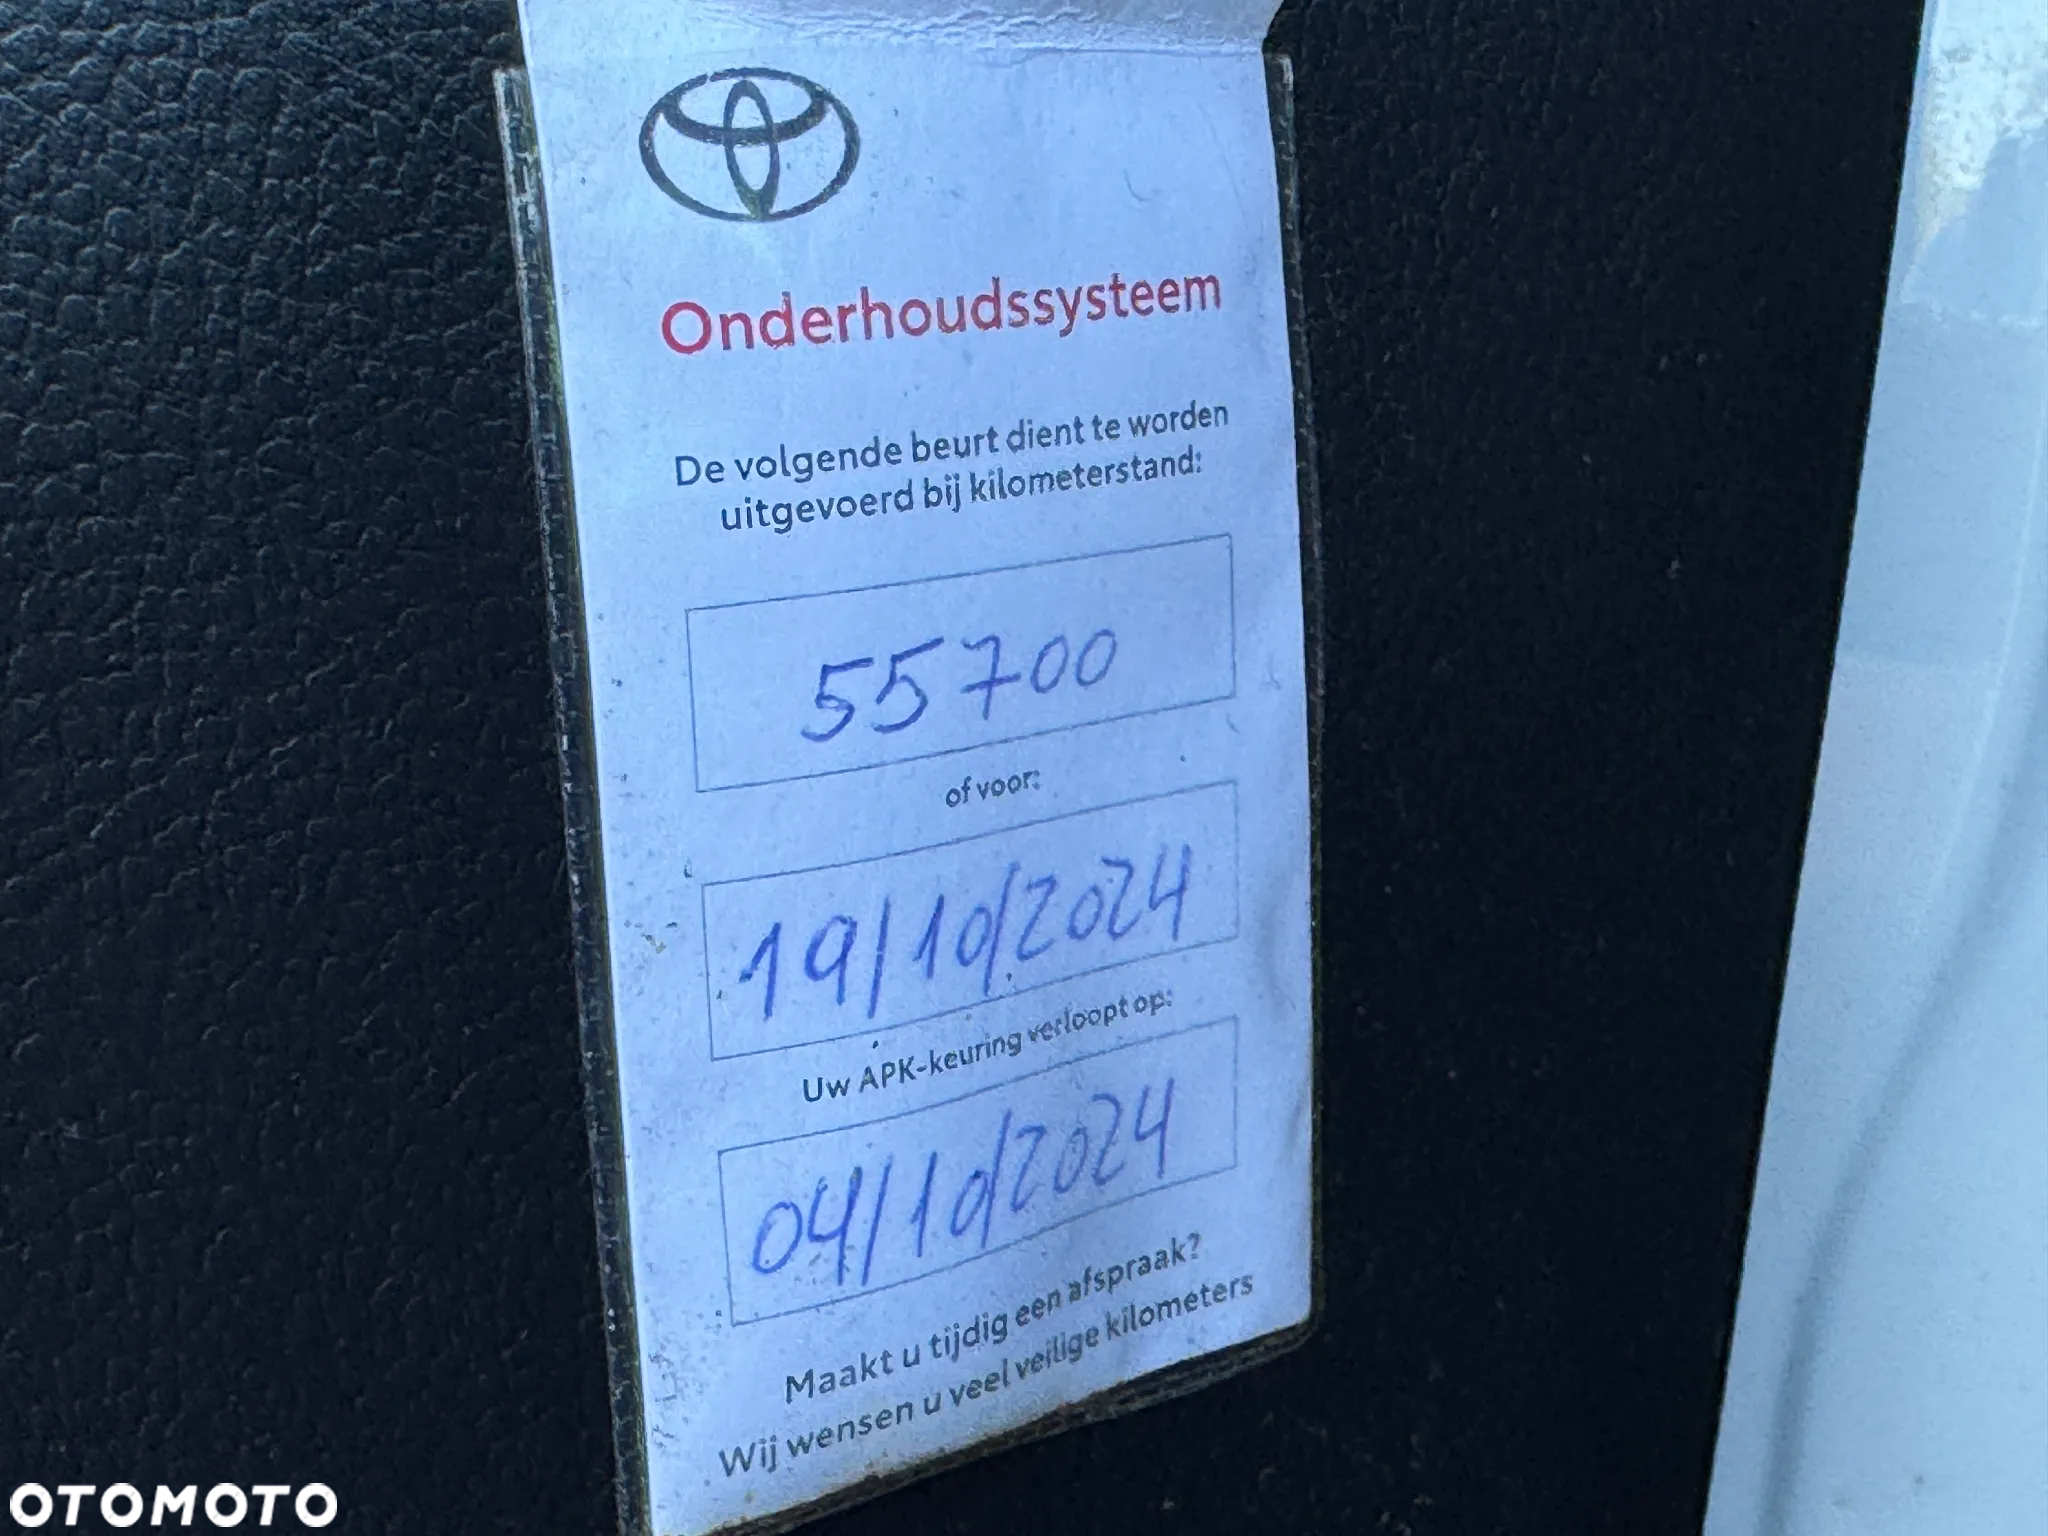 Onderhoudssysteem
De volgende beurt dient te worden
uitgevoerd bij kilometerstand:
55700
of voor:
19/10/2024
Uw APK-keuring verloopt op:
04/10/2024
Maakt u tijdig een afspraak?
Wij wensen u veel veilige kilometers
OTOMOTO